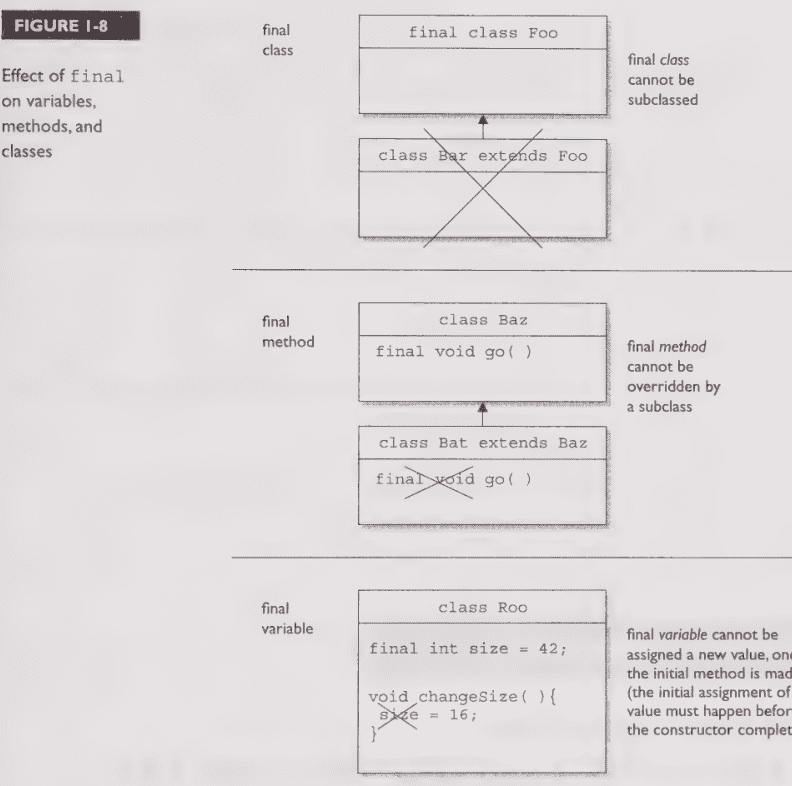 FIGURE 1-8
Effect of final
on variables,
methods, and
classes
final
class
final class Foo
class Bar extends Foo
final class
cannot be
subclassed
final
method
class Baz
final void go( )
class Bat extends Baz
final void go( )
final method
cannot be
overridden by
a subclass
final
variable
class Roo
final int size = 42;
void changeSize( ){
size = 16;
}
final variable cannot be
assigned a new value, onc
the initial method is mad
(the initial assignment of
value must happen befor
the constructor complet